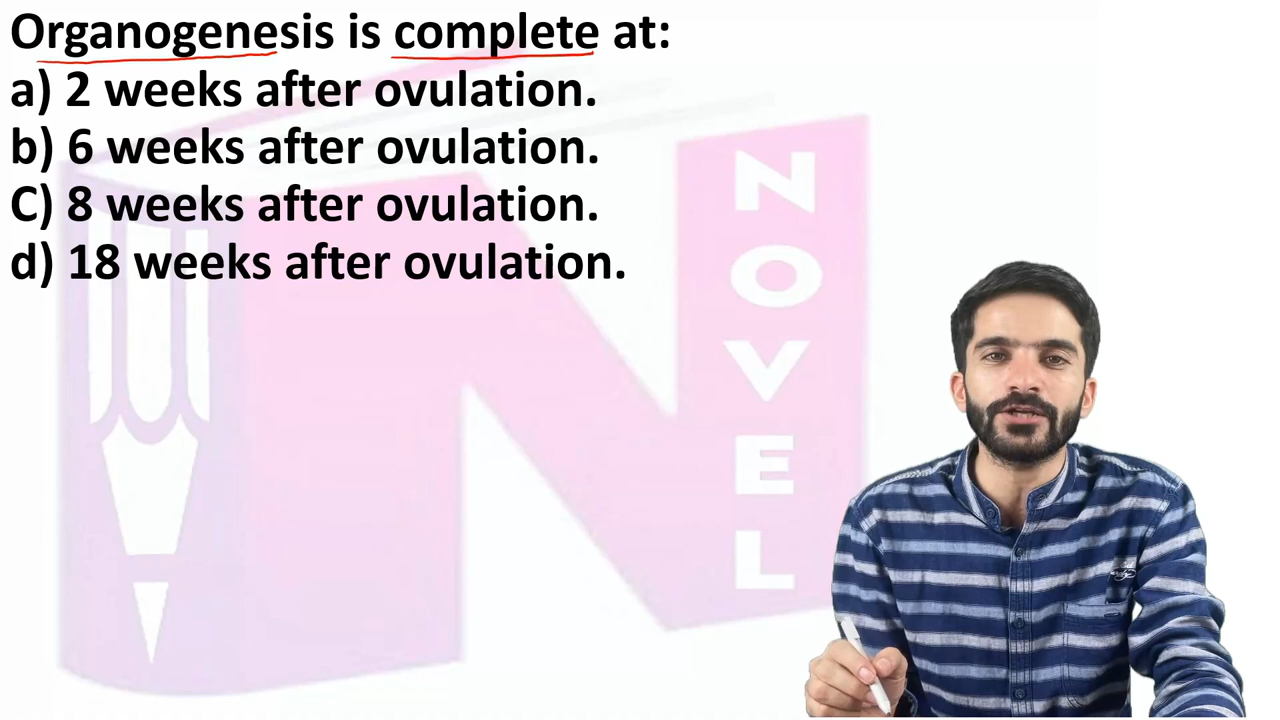 Organogenesis is complete at:
a) 2 weeks after ovulation.
b) 6 weeks after ovulation.
C) 8 weeks after ovulation.
d) 18 weeks after ovulation.
NOVEL